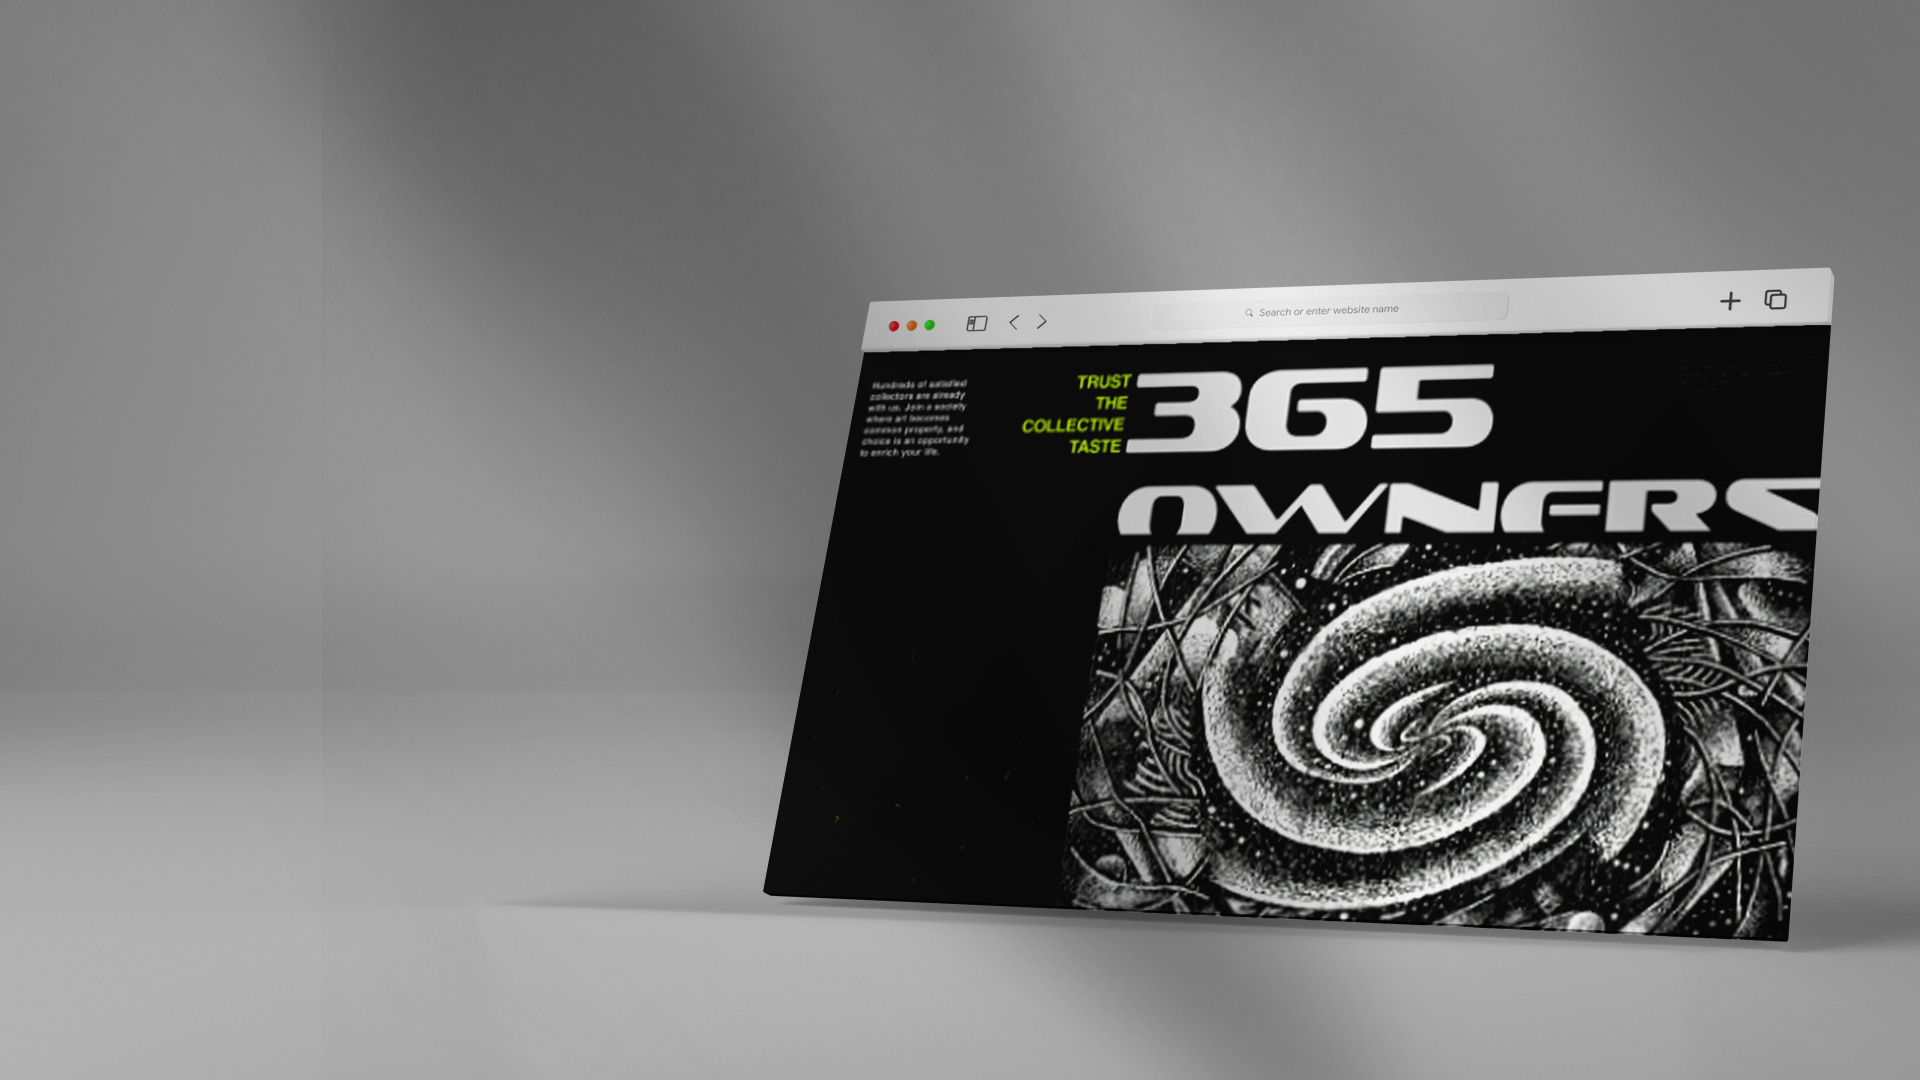 Search or enter website name
Hundreds of satisfied
collectors are already
with us. Join a society
where art becomes
common property, and
choice is an opportunity
to enrich your life.
TRUST
THE
COLLECTIVE
TASTE
365
OWNERS